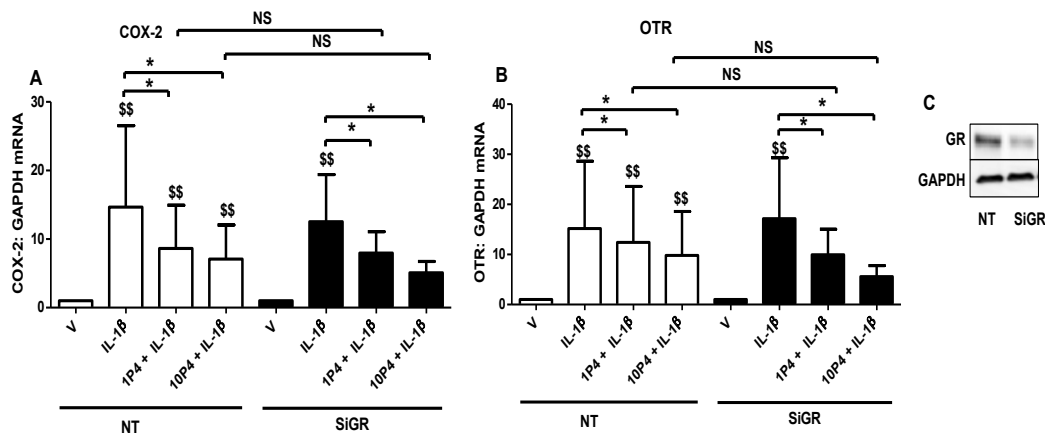 COX-2
NS
NS
A
*
*
*
*
COX-2: GAPDH mRNA
30
20
10
0
$$
$$
$$
$$
V
IL-1β
1P4 + IL-1β
10P4 + IL-1β
V
IL-1β
1P4 + IL-1β
10P4 + IL-1β
NT
SiGR
OTR
NS
NS
B
*
*
*
*
OTR: GAPDH mRNA
40
30
20
10
0
$$
$$
$$
$$
V
IL-1β
1P4 + IL-1β
10P4 + IL-1β
V
IL-1β
1P4 + IL-1β
10P4 + IL-1β
NT
SiGR
C
GR
GAPDH
NT SiGR